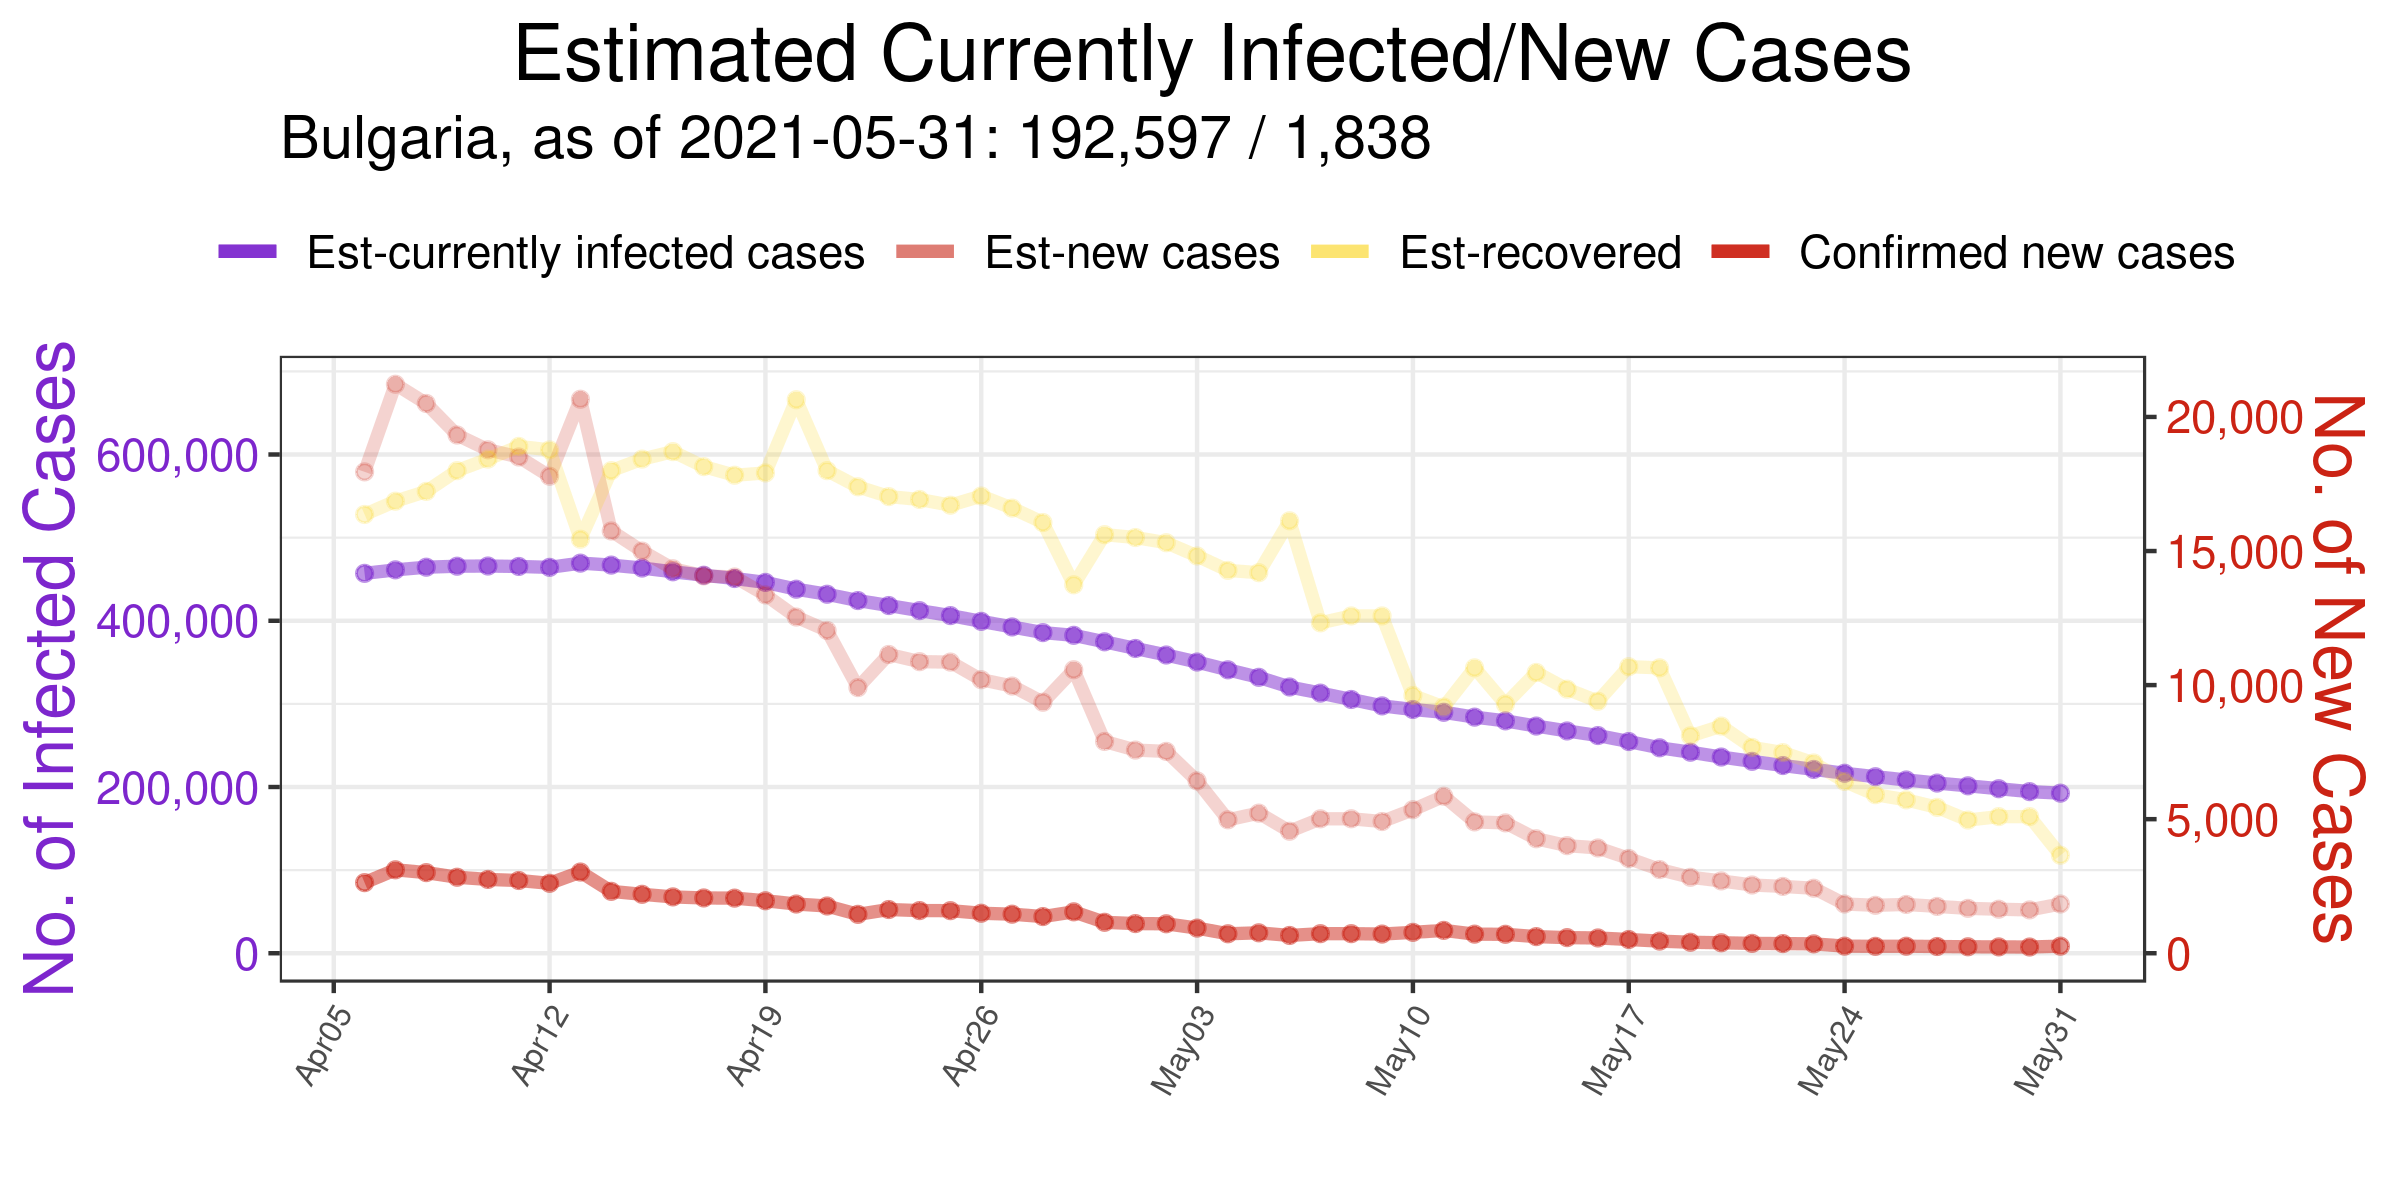 Estimated Currently Infected/New Cases
Bulgaria, as of 2021-05-31: 192,597 / 1,838
Est-currently infected cases
Est-new cases
Est-recovered
Confirmed new cases
No. of Infected Cases
600,000
400,000
200,000
0
20,000
15,000
10,000
5,000
0
No. of New Cases
Apr05
Apr12
Apr19
Apr26
May03
May10
May17
May24
May31